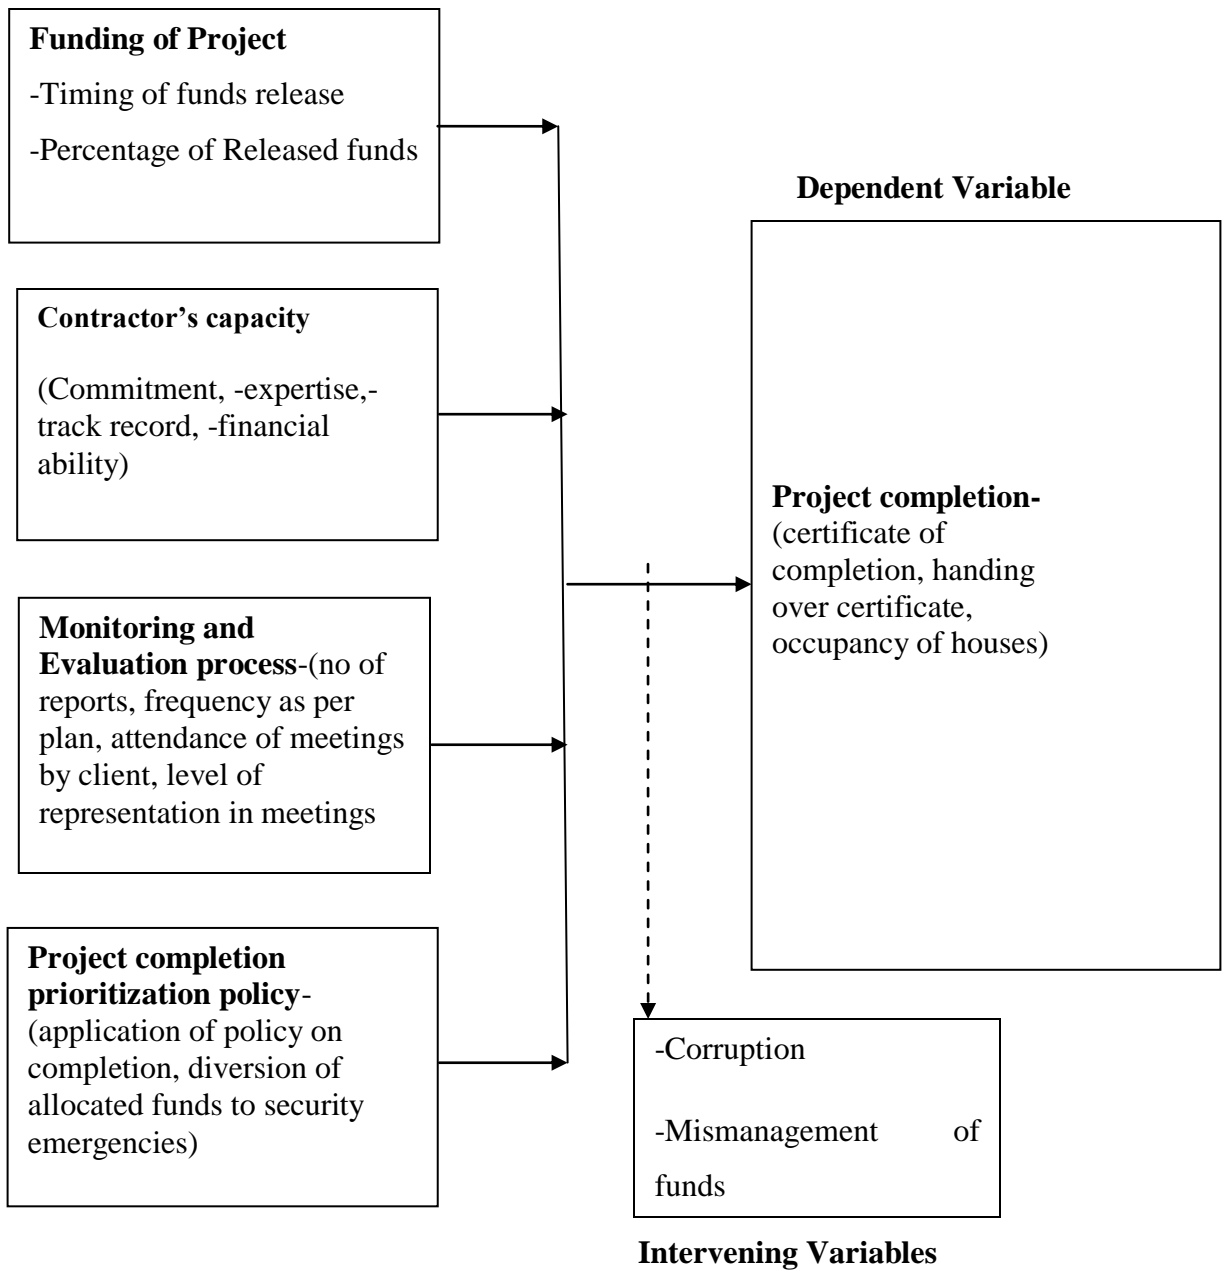 Funding of Project
-Timing of funds release
-Percentage of Released funds
Contractor’s capacity
(Commitment, -expertise,-
track record, -financial
ability)
Monitoring and
Evaluation process-(no of
reports, frequency as per
plan, attendance of meetings
by client, level of
representation in meetings
Project completion
prioritization policy-
(application of policy on
completion, diversion of
allocated funds to security
emergencies)
Dependent Variable
Project completion-
(certificate of
completion, handing
over certificate,
occupancy of houses)
-Corruption
-Mismanagement of
funds
Intervening Variables